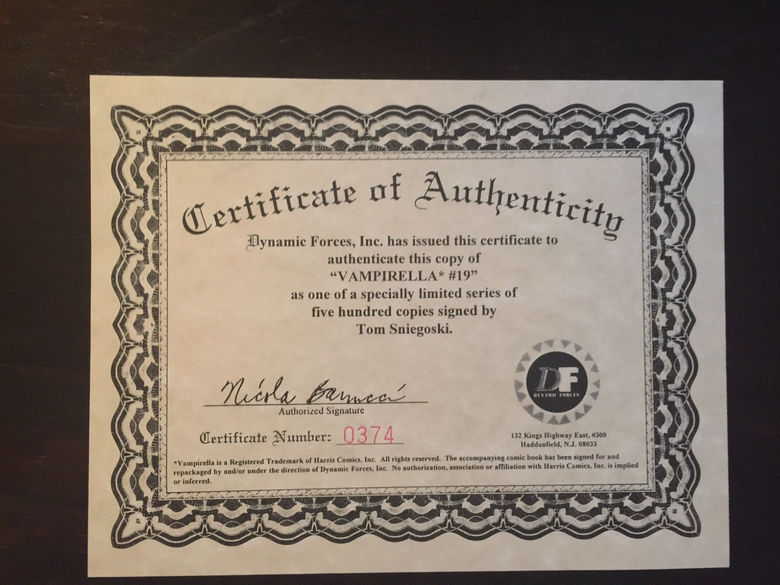 Certificate of Authenticity
Dynamic Forces, Inc. has issued this certificate to
authenticate this copy of
“VAMPIRELLA* #19”
as one of a specially limited series of
five hundred copies signed by
Tom Sniegoski.
Nicola Barrucci
Authorized Signature
DF
DYNAMIC FORCES
Certificate Number: 0374
132 Kings Highway East, #300
Haddonfield, N.J. 08033
*Vampirella is a Registered Trademark of Harris Comics, Inc. All rights reserved. The accompanying comic book has been signed for and
repackaged by and/or under the direction of Dynamic Forces, Inc. No authorization, association or affiliation with Harris Comics, Inc. is implied
or inferred.